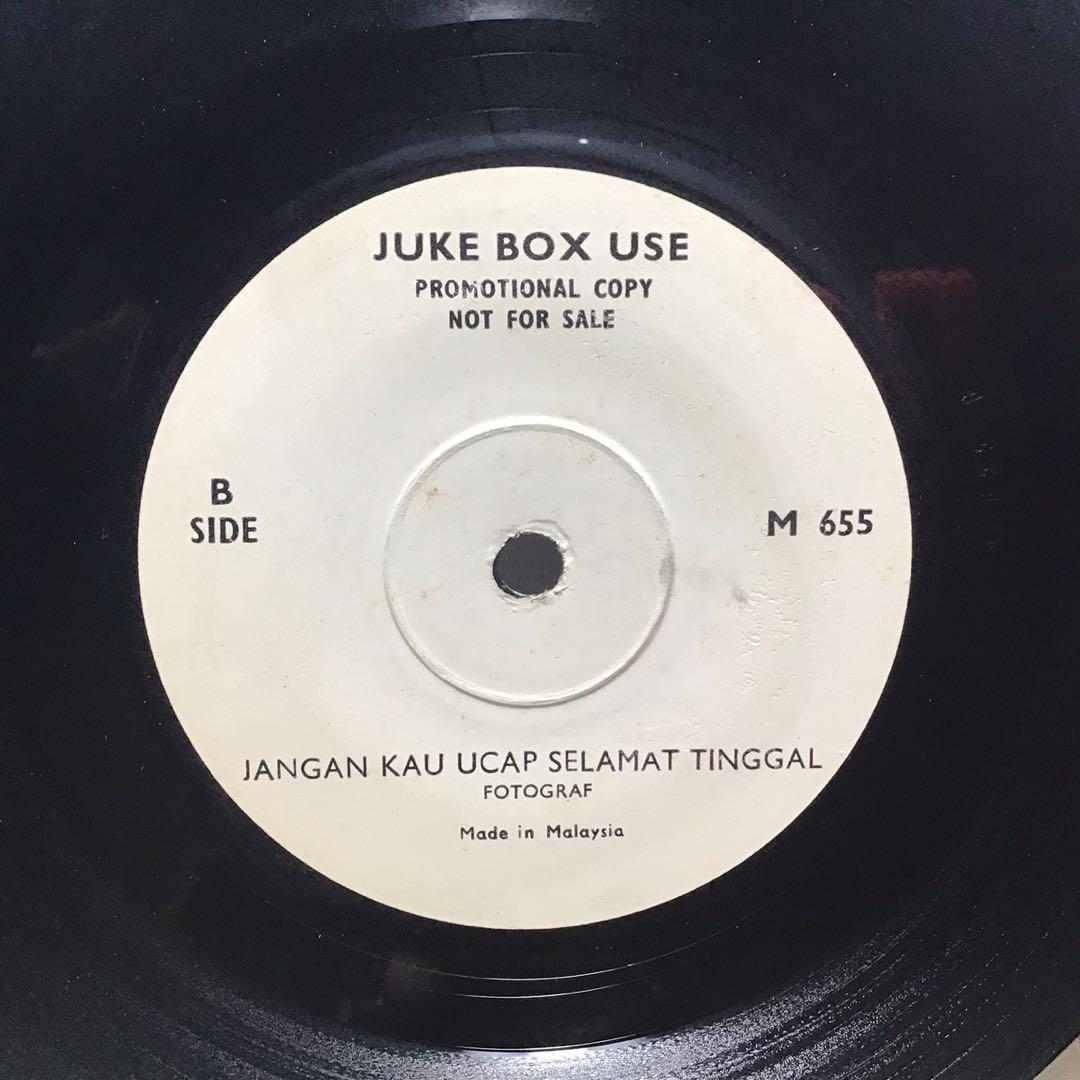 JUKE BOX USE
PROMOTIONAL COPY
NOT FOR SALE
B
SIDE
M 655
JANGAN KAU UCAP SELAMAT TINGGAL
FOTOGRAF
Made in Malaysia